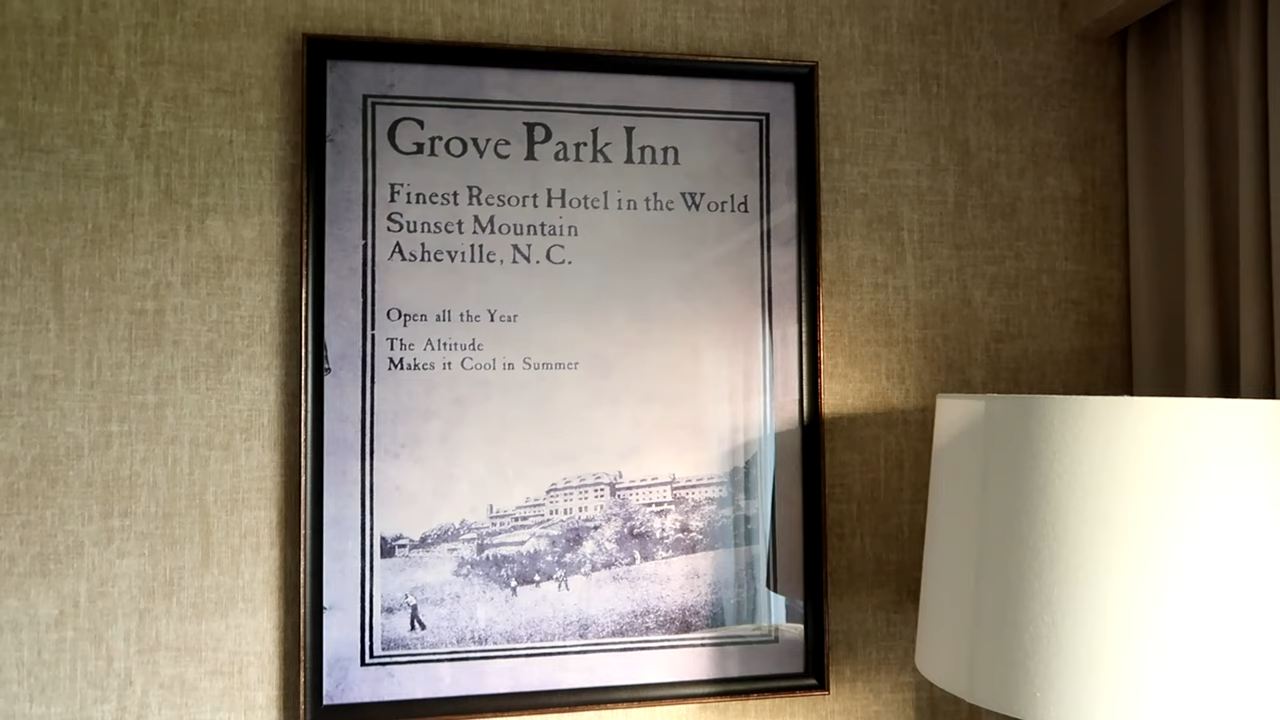 Grove Park Inn
Finest Resort Hotel in the World
Sunset Mountain
Asheville, N.C.
Open all the Year
The Altitude
Makes it Cool in Summer